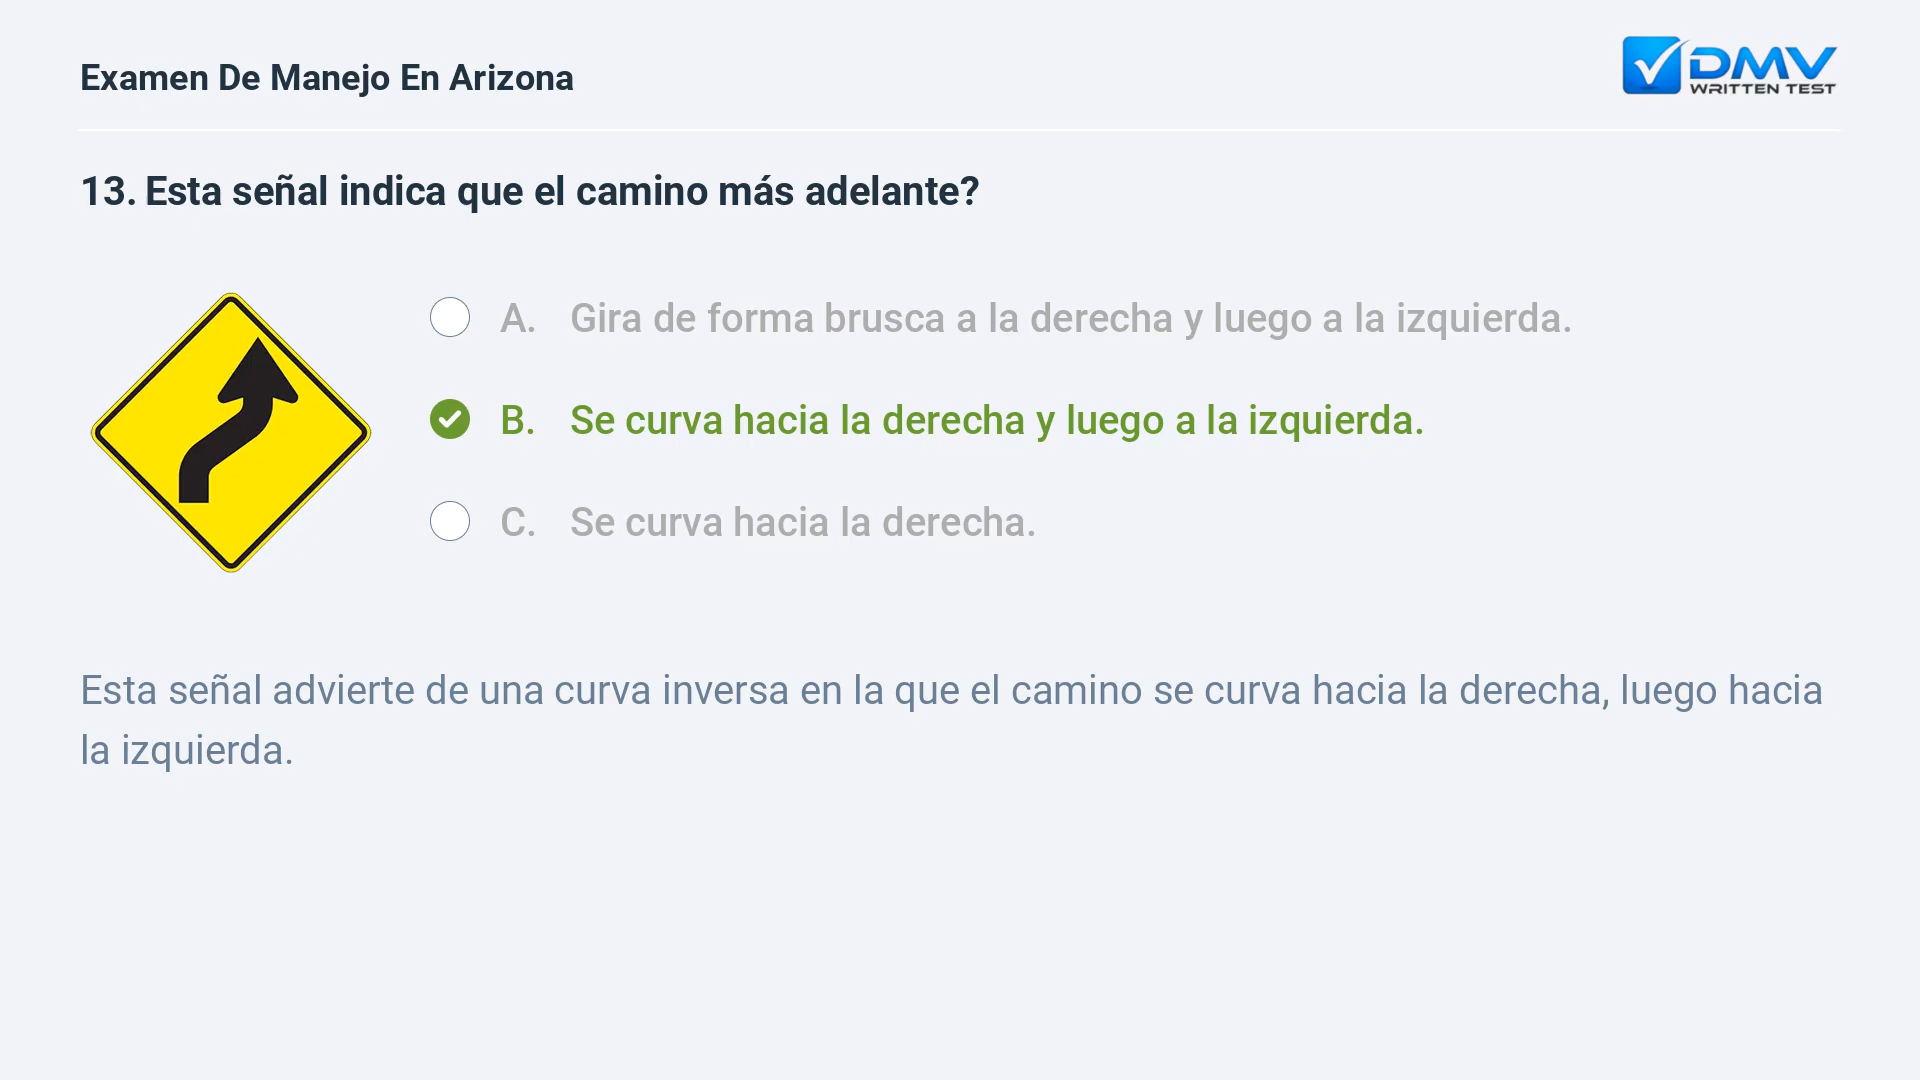 Examen De Manejo En Arizona
DMV
WRITTEN TEST
13. Esta señal indica que el camino más adelante?
A. Gira de forma brusca a la derecha y luego a la izquierda.
B. Se curva hacia la derecha y luego a la izquierda.
C. Se curva hacia la derecha.
Esta señal advierte de una curva inversa en la que el camino se curva hacia la derecha, luego hacia
la izquierda.